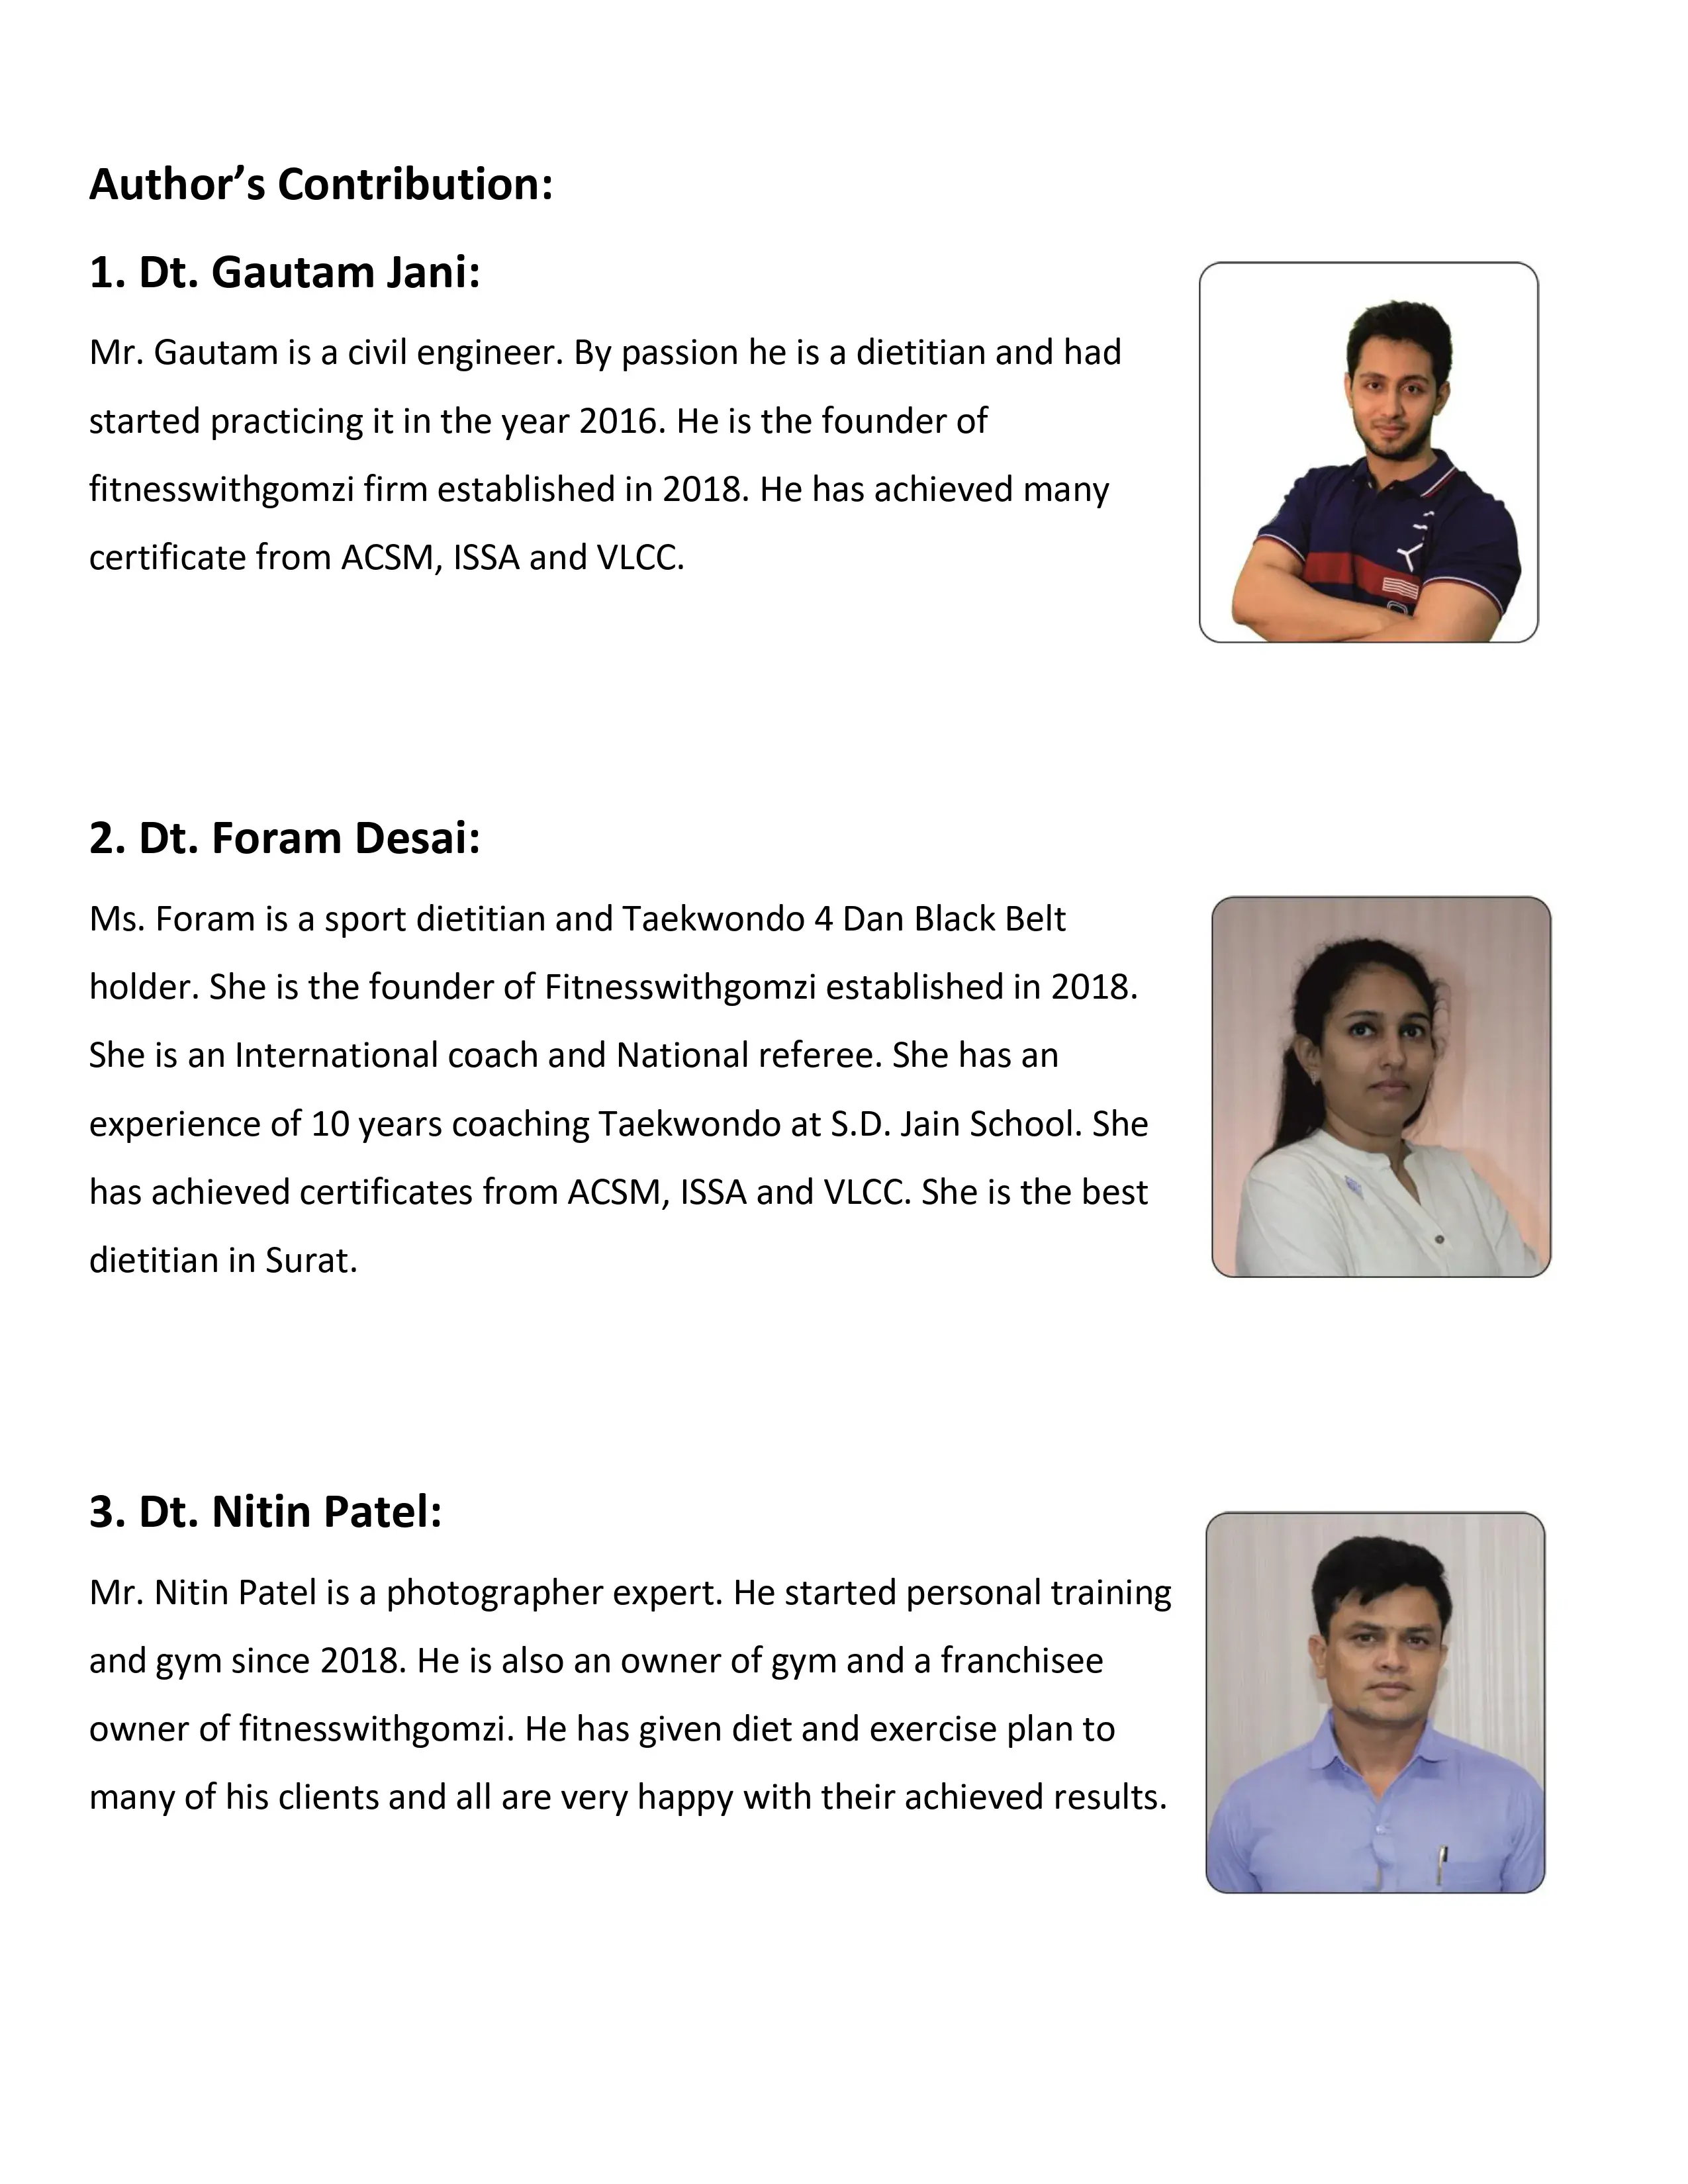 Author’s Contribution:
1. Dt. Gautam Jani:
Mr. Gautam is a civil engineer. By passion he is a dietitian and had
started practicing it in the year 2016. He is the founder of
fitnesswithgomzi firm established in 2018. He has achieved many
certificate from ACSM, ISSA and VLCC.
2. Dt. Foram Desai:
Ms. Foram is a sport dietitian and Taekwondo 4 Dan Black Belt
holder. She is the founder of Fitnesswithgomzi established in 2018.
She is an International coach and National referee. She has an
experience of 10 years coaching Taekwondo at S.D. Jain School. She
has achieved certificates from ACSM, ISSA and VLCC. She is the best
dietitian in Surat.
3. Dt. Nitin Patel:
Mr. Nitin Patel is a photographer expert. He started personal training
and gym since 2018. He is also an owner of gym and a franchisee
owner of fitnesswithgomzi. He has given diet and exercise plan to
many of his clients and all are very happy with their achieved results.